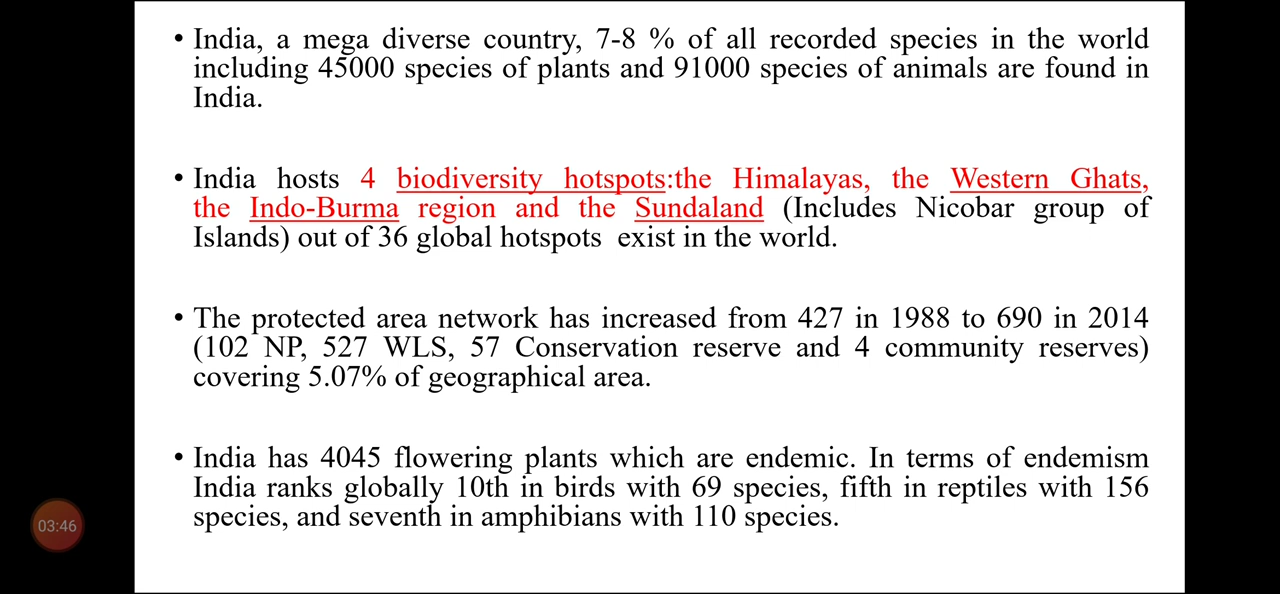 • India, a mega diverse country, 7-8 % of all recorded species in the world
including 45000 species of plants and 91000 species of animals are found in
India.
• India hosts 4 biodiversity hotspots:the Himalayas, the Western Ghats,
the Indo-Burma region and the Sundaland (Includes Nicobar group of
Islands) out of 36 global hotspots exist in the world.
• The protected area network has increased from 427 in 1988 to 690 in 2014
(102 NP, 527 WLS, 57 Conservation reserve and 4 community reserves)
covering 5.07% of geographical area.
• India has 4045 flowering plants which are endemic. In terms of endemism
India ranks globally 10th in birds with 69 species, fifth in reptiles with 156
species, and seventh in amphibians with 110 species.
03:46